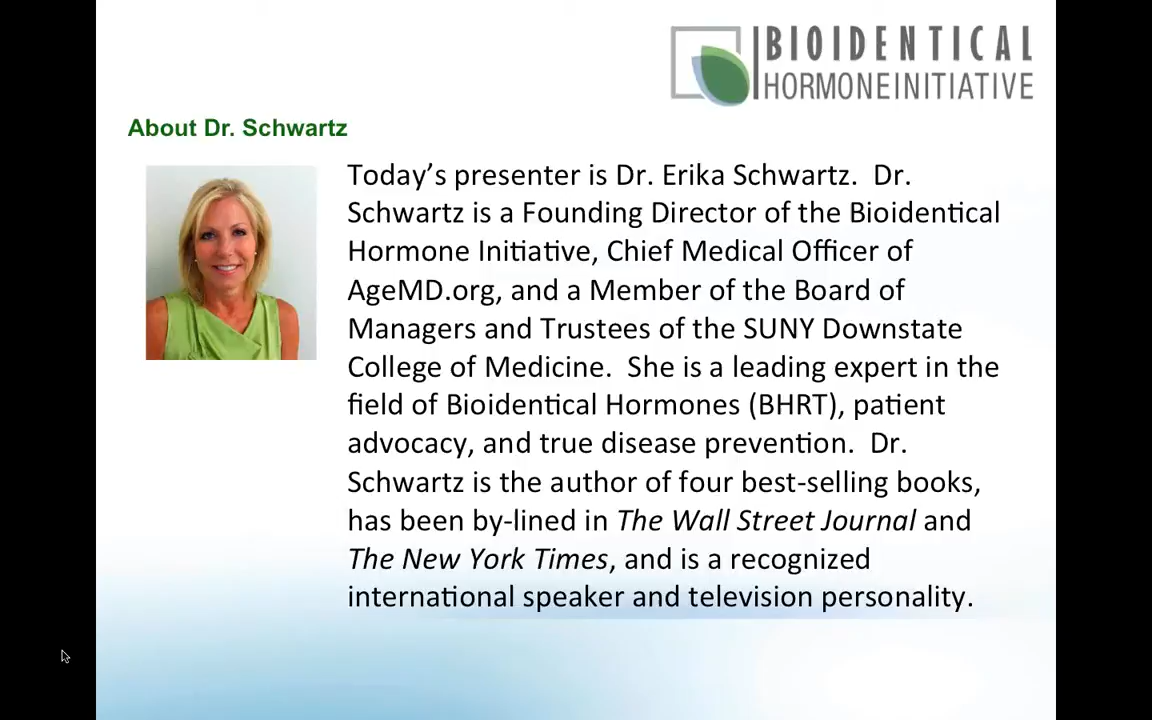 BIOIDENTICAL
HORMONEINITIATIVE
About Dr. Schwartz
Today’s presenter is Dr. Erika Schwartz.  Dr.
Schwartz is a Founding Director of the Bioidentical
Hormone Initiative, Chief Medical Officer of
AgeMD.org, and a Member of the Board of
Managers and Trustees of the SUNY Downstate
College of Medicine.  She is a leading expert in the
field of Bioidentical Hormones (BHRT), patient
advocacy, and true disease prevention.  Dr.
Schwartz is the author of four best-selling books,
has been by-lined in The Wall Street Journal and
The New York Times, and is a recognized
international speaker and television personality.